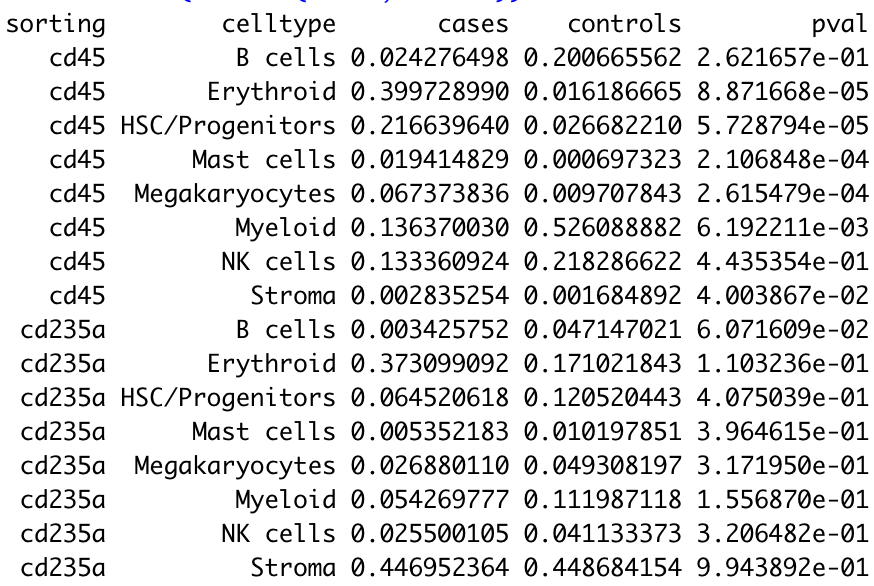 sorting celltype cases controls pval
cd45 B cells 0.024276498 0.200665562 2.621657e-01
cd45 Erythroid 0.399728990 0.016186665 8.871668e-05
cd45 HSC/Progenitors 0.216639640 0.026682210 5.728794e-05
cd45 Mast cells 0.019414829 0.000697323 2.106848e-04
cd45 Megakaryocytes 0.067373836 0.009707843 2.615479e-04
cd45 Myeloid 0.136370030 0.526088882 6.192211e-03
cd45 NK cells 0.133360924 0.218286622 4.435354e-01
cd45 Stroma 0.002835254 0.001684892 4.003867e-02
cd235a B cells 0.003425752 0.047147021 6.071609e-02
cd235a Erythroid 0.373099092 0.171021843 1.103236e-01
cd235a HSC/Progenitors 0.064520618 0.120520443 4.075039e-01
cd235a Mast cells 0.005352183 0.010197851 3.964615e-01
cd235a Megakaryocytes 0.026880110 0.049308197 3.171950e-01
cd235a Myeloid 0.054269777 0.111987118 1.556870e-01
cd235a NK cells 0.025500105 0.041133373 3.206482e-01
cd235a Stroma 0.446952364 0.448684154 9.943892e-01